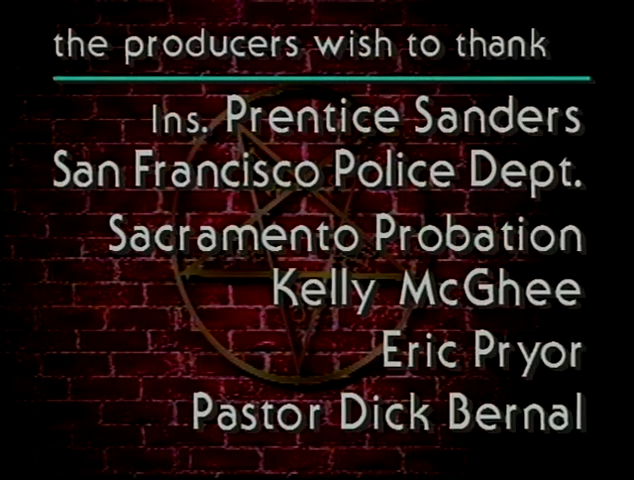 the producers wish to thank
Ins. Prentice Sanders
San Francisco Police Dept.
Sacramento Probation
Kelly McGhee
Eric Pryor
Pastor Dick Bernal